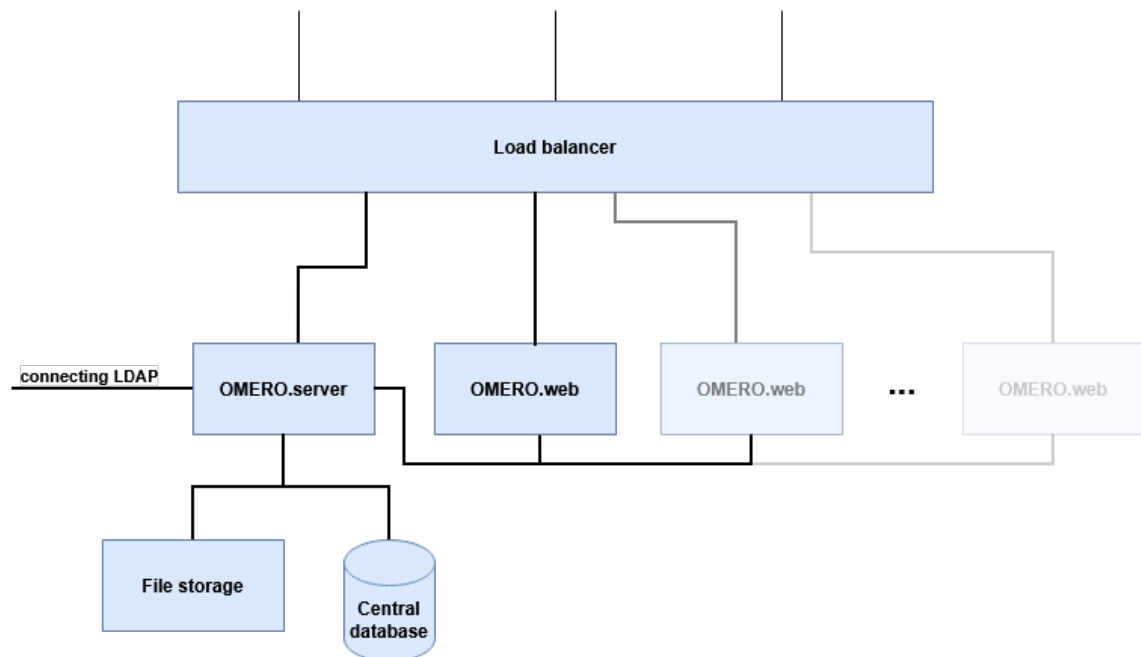 Load balancer
connecting LDAP
OMERO.server
OMERO.web
OMERO.web
...
OMERO.web
File storage
Central
database